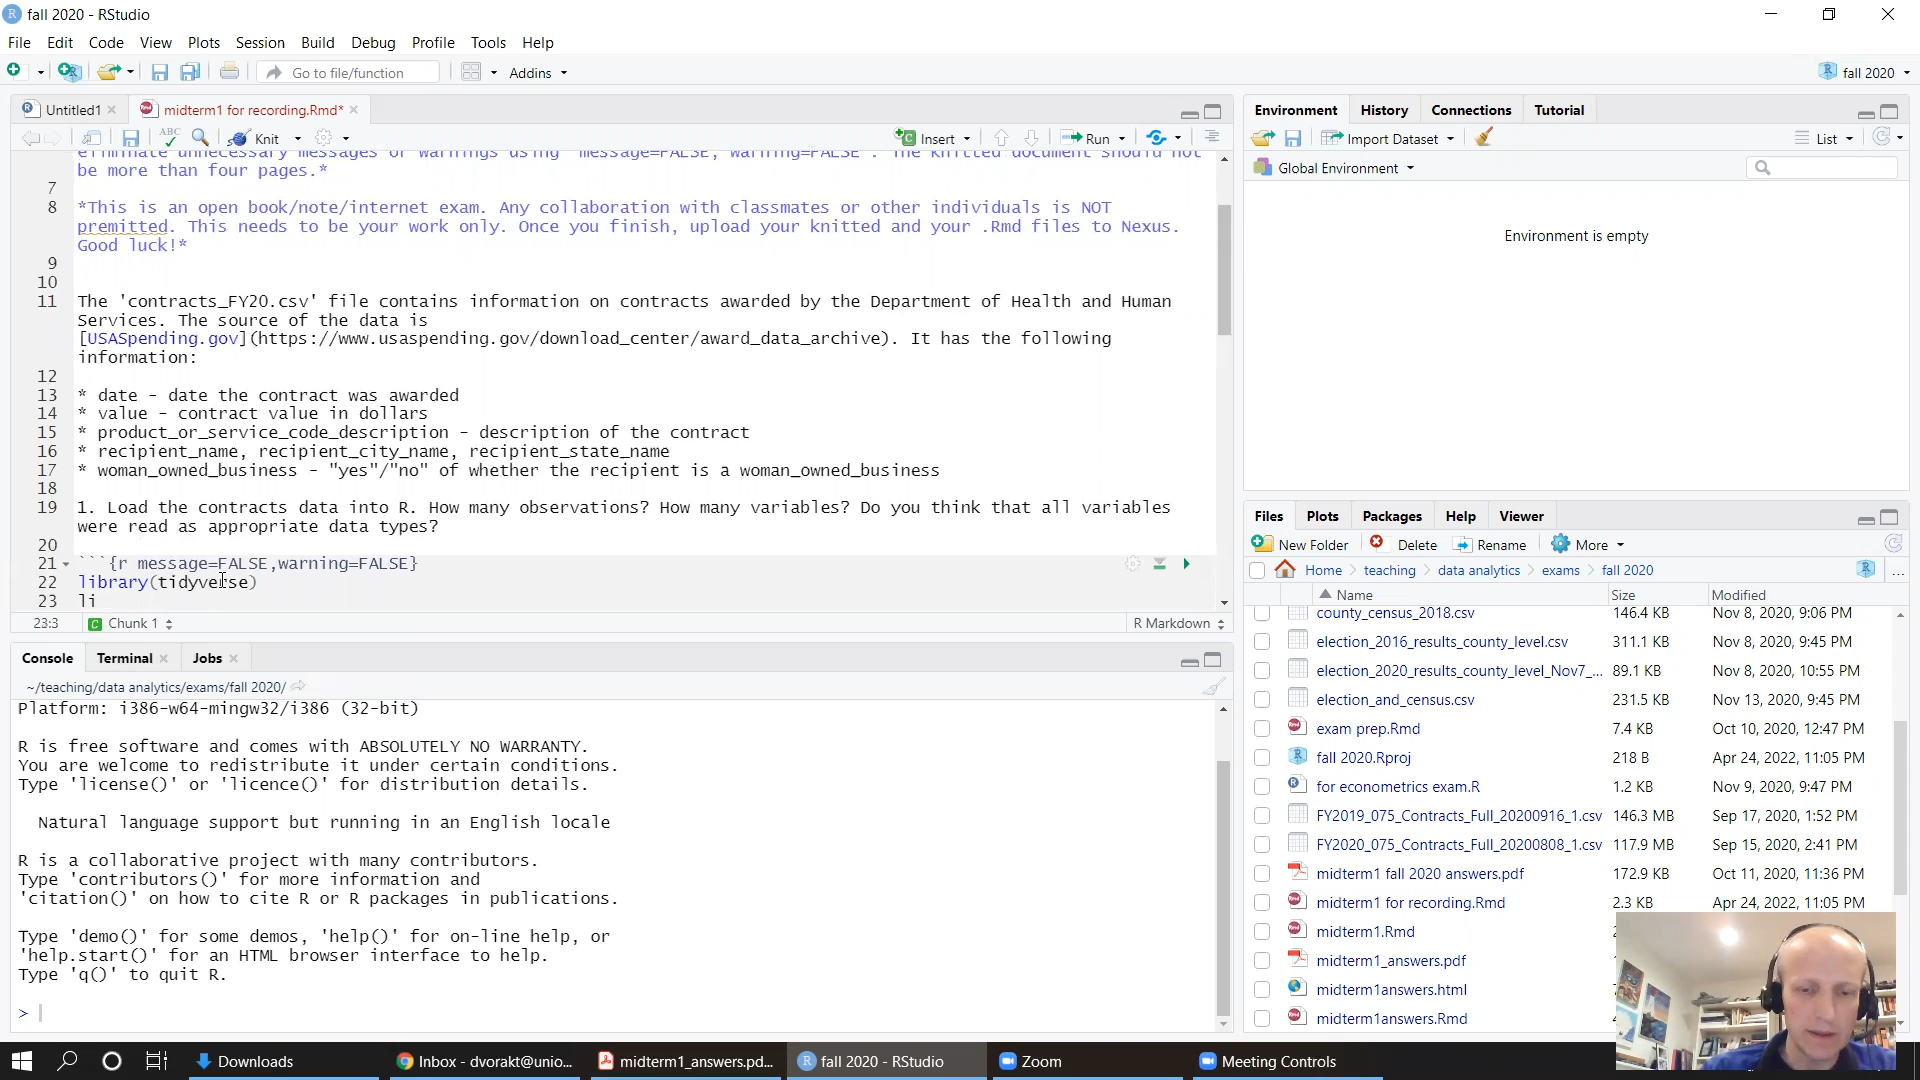 fall 2020 - RStudio
File Edit Code View Plots Session Build Debug Profile Tools Help
Go to file/function Addins fall 2020
Untitled1 midterm1 for recording.Rmd*
ABC Knit Insert Run
eliminate unnecessary messages or warnings using `message=FALSE, warning=FALSE`. The knitted document should not
be more than four pages.*
7
8 *This is an open book/note/internet exam. Any collaboration with classmates or other individuals is NOT
premitted. This needs to be your work only. Once you finish, upload your knitted and your .Rmd files to Nexus.
Good luck!*
9
10
11 The 'contracts_FY20.csv' file contains information on contracts awarded by the Department of Health and Human
Services. The source of the data is
[USASpending.gov](https://www.usaspending.gov/download_center/award_data_archive). It has the following
information:
12
13 * date - date the contract was awarded
14 * value - contract value in dollars
15 * product_or_service_code_description - description of the contract
16 * recipient_name, recipient_city_name, recipient_state_name
17 * woman_owned_business - "yes"/"no" of whether the recipient is a woman_owned_business
18
19 1. Load the contracts data into R. How many observations? How many variables? Do you think that all variables
were read as appropriate data types?
20
21 ```{r message=FALSE,warning=FALSE}
22 library(tidyverse)
23 li
23:3 Chunk 1 R Markdown
Console Terminal Jobs
~/teaching/data analytics/exams/fall 2020/
Platform: i386-w64-mingw32/i386 (32-bit)
R is free software and comes with ABSOLUTELY NO WARRANTY.
You are welcome to redistribute it under certain conditions.
Type 'license()' or 'licence()' for distribution details.
Natural language support but running in an English locale
R is a collaborative project with many contributors.
Type 'contributors()' for more information and
'citation()' on how to cite R or R packages in publications.
Type 'demo()' for some demos, 'help()' for on-line help, or
'help.start()' for an HTML browser interface to help.
Type 'q()' to quit R.
>
Environment History Connections Tutorial
Import Dataset List
Global Environment
Environment is empty
Files Plots Packages Help Viewer
New Folder Delete Rename More
Home teaching data analytics exams fall 2020
Name Size Modified
county_census_2018.csv 146.4 KB Nov 8, 2020, 9:06 PM
election_2016_results_county_level.csv 311.1 KB Nov 8, 2020, 9:45 PM
election_2020_results_county_level_Nov7_... 89.1 KB Nov 8, 2020, 10:55 PM
election_and_census.csv 231.5 KB Nov 13, 2020, 9:45 PM
exam prep.Rmd 7.4 KB Oct 10, 2020, 12:47 PM
fall 2020.Rproj 218 B Apr 24, 2022, 11:05 PM
for econometrics exam.R 1.2 KB Nov 9, 2020, 9:47 PM
FY2019_075_Contracts_Full_20200916_1.csv 146.3 MB Sep 17, 2020, 1:52 PM
FY2020_075_Contracts_Full_20200808_1.csv 117.9 MB Sep 15, 2020, 2:41 PM
midterm1 fall 2020 answers.pdf 172.9 KB Oct 11, 2020, 11:36 PM
midterm1 for recording.Rmd 2.3 KB Apr 24, 2022, 11:05 PM
midterm1.Rmd
midterm1_answers.pdf
midterm1answers.html
midterm1answers.Rmd
Downloads Inbox - dvorakt@unio... midterm1_answers.pd... fall 2020 - RStudio Zoom Meeting Controls